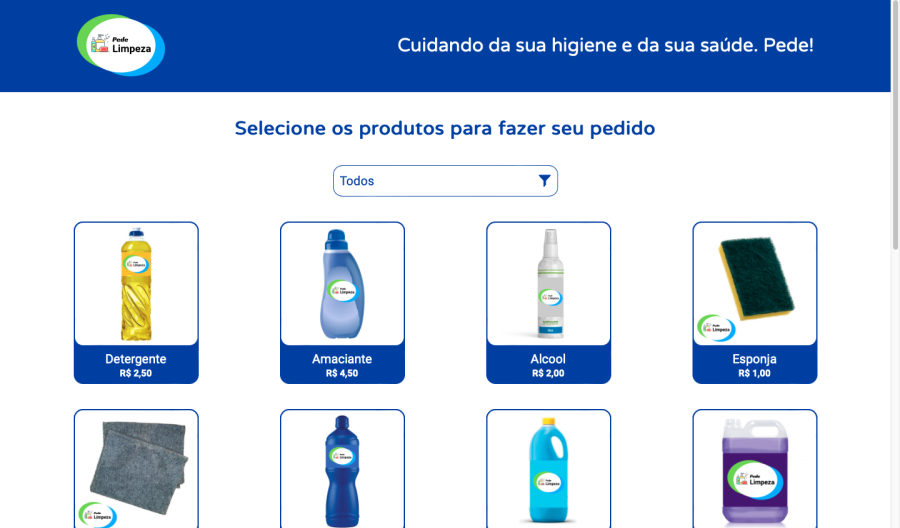 Pede
Limpeza
Cuidando da sua higiene e da sua saúde. Pede!
Selecione os produtos para fazer seu pedido
Todos
Pede
Limpeza
Pede
Limpeza
Pede
Limpeza
Pede
Limpeza
Detergente
R$ 2,50
Amaciante
R$ 4,50
Alcool
R$ 2,00
Esponja
R$ 1,00
Pede
Limpeza
Pede
Limpeza
Pede
Limpeza
Pede
Limpeza